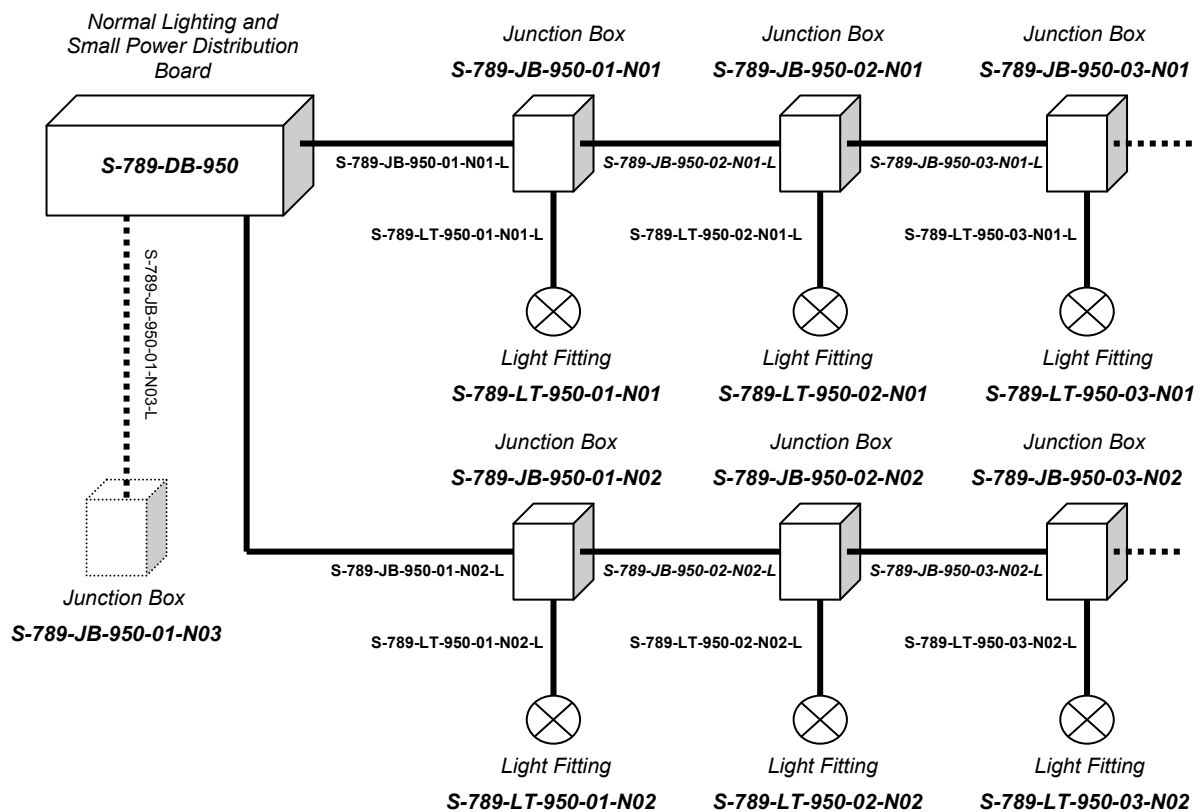 Normal Lighting and
Small Power Distribution
Board
S-789-DB-950
Junction Box
S-789-JB-950-01-N01
Junction Box
S-789-JB-950-02-N01
Junction Box
S-789-JB-950-03-N01
S-789-JB-950-01-N01-L
S-789-JB-950-02-N01-L
S-789-JB-950-03-N01-L
S-789-LT-950-01-N01-L
S-789-LT-950-02-N01-L
S-789-LT-950-03-N01-L
Light Fitting
S-789-LT-950-01-N01
Light Fitting
S-789-LT-950-02-N01
Light Fitting
S-789-LT-950-03-N01
S-789-JB-950-01-N03-L
Junction Box
S-789-JB-950-01-N03
Junction Box
S-789-JB-950-01-N02
Junction Box
S-789-JB-950-02-N02
Junction Box
S-789-JB-950-03-N02
S-789-JB-950-01-N02-L
S-789-JB-950-02-N02-L
S-789-JB-950-03-N02-L
S-789-LT-950-01-N02-L
S-789-LT-950-02-N02-L
S-789-LT-950-03-N02-L
Light Fitting
S-789-LT-950-01-N02
Light Fitting
S-789-LT-950-02-N02
Light Fitting
S-789-LT-950-03-N02